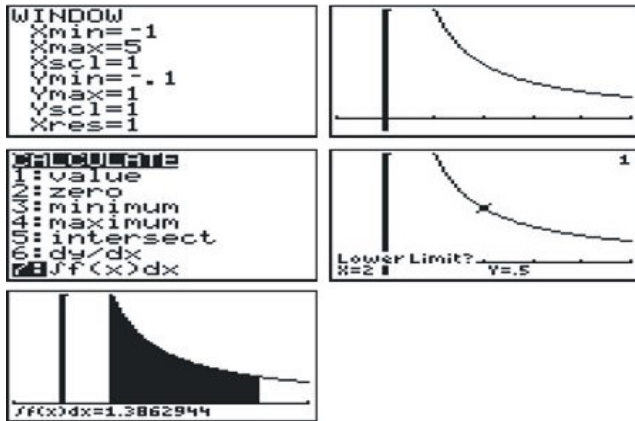 WINDOW
Xmin=-1
Xmax=5
Xscl=1
Ymin=-.1
Ymax=1
Yscl=1
Xres=1
CALCULATE
1:value
2:zero
3:minimum
4:maximum
5:intersect
6:dy/dx
7:∫f(x)dx
1
Lower Limit?
X=2 Y=.5
∫f(x)dx=1.3862944